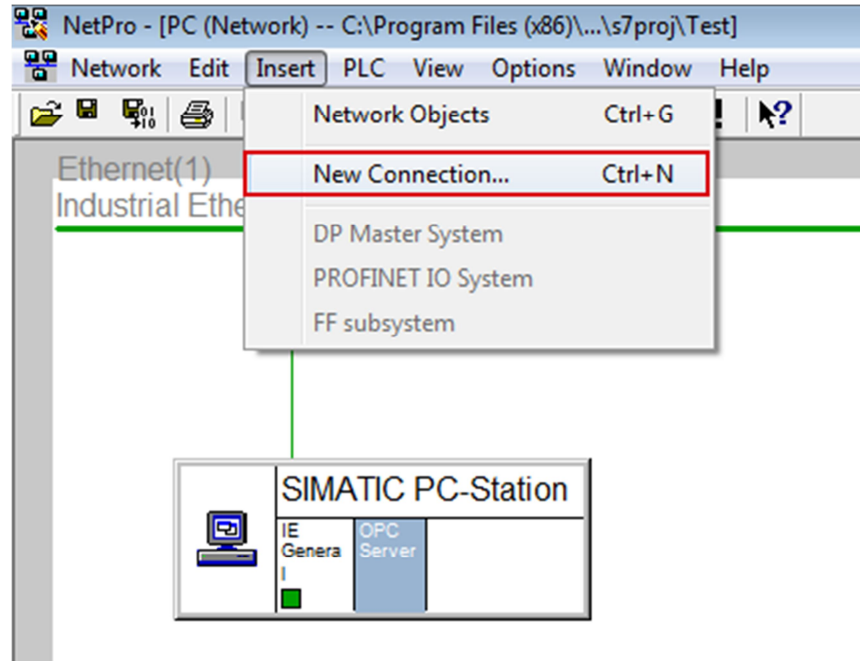 NetPro - [PC (Network) -- C:\Program Files (x86)\...\s7proj\Test]
Network Edit Insert PLC View Options Window Help
Network Objects Ctrl+G
New Connection... Ctrl+N
DP Master System
PROFINET IO System
FF subsystem
Ethernet(1)
Industrial Ethe
SIMATIC PC-Station
IE
Genera
l
OPC
Server